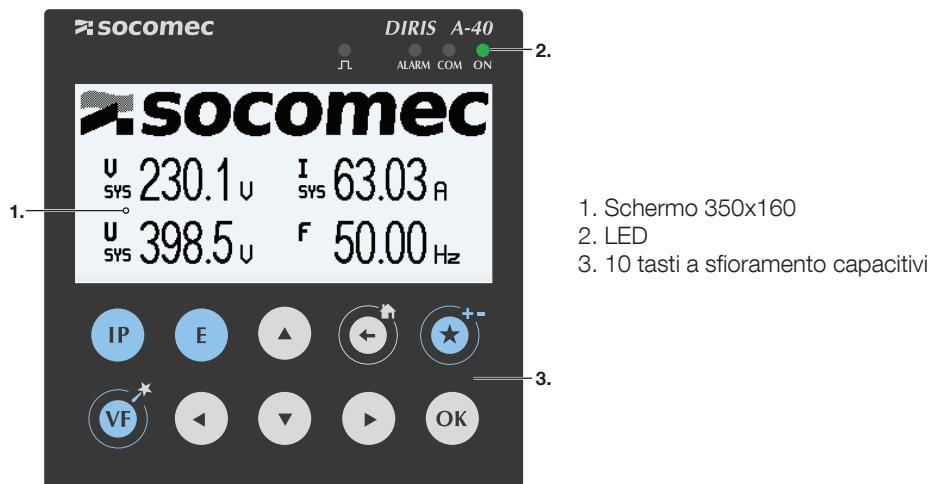 socomec
DIRIS A-40
ALARM COM ON
2.
socomec
V SYS 230.1 V I SYS 63.03 A
1.
U SYS 398.5 V F 50.00 Hz
1. Schermo 350x160
2. LED
3. 10 tasti a sfioramento capacitivi
IP E
3.
VF OK